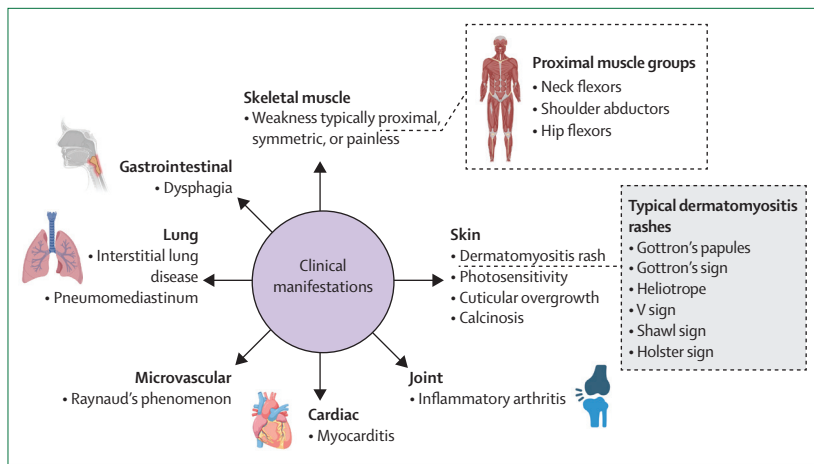 Proximal muscle groups
• Neck flexors
• Shoulder abductors
• Hip flexors
Skeletal muscle
• Weakness typically proximal,
symmetric, or painless
Gastrointestinal
• Dysphagia
Lung
• Interstitial lung
disease
• Pneumomediastinum
Clinical
manifestations
Skin
• Dermatomyositis rash
• Photosensitivity
• Cuticular overgrowth
• Calcinosis
Typical dermatomyositis
rashes
• Gottron's papules
• Gottron's sign
• Heliotrope
• V sign
• Shawl sign
• Holster sign
Microvascular
• Raynaud's phenomenon
Cardiac
• Myocarditis
Joint
• Inflammatory arthritis